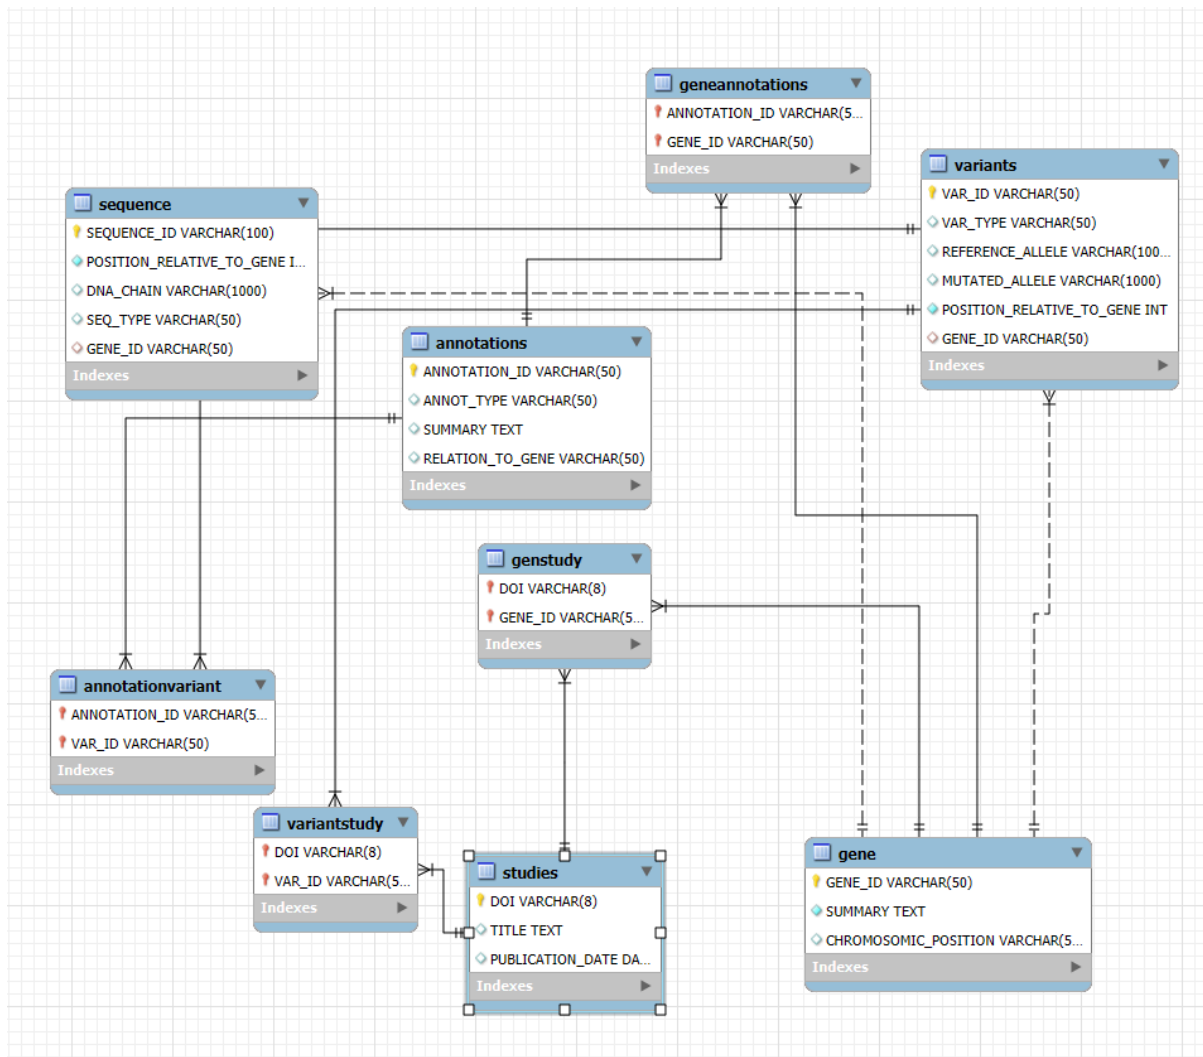 geneannotations
ANNOTATION_ID VARCHAR(5...
GENE_ID VARCHAR(50)
Indexes
variants
VAR_ID VARCHAR(50)
VAR_TYPE VARCHAR(50)
REFERENCE_ALLELE VARCHAR(100...
MUTATED_ALLELE VARCHAR(1000)
POSITION_RELATIVE_TO_GENE INT
GENE_ID VARCHAR(50)
Indexes
sequence
SEQUENCE_ID VARCHAR(100)
POSITION_RELATIVE_TO_GENE I...
DNA_CHAIN VARCHAR(1000)
SEQ_TYPE VARCHAR(50)
GENE_ID VARCHAR(50)
Indexes
annotations
ANNOTATION_ID VARCHAR(50)
ANNOT_TYPE VARCHAR(50)
SUMMARY TEXT
RELATION_TO_GENE VARCHAR(50)
Indexes
genstudy
DOI VARCHAR(8)
GENE_ID VARCHAR(5...
Indexes
annotationvariant
ANNOTATION_ID VARCHAR(5...
VAR_ID VARCHAR(50)
Indexes
variantstudy
DOI VARCHAR(8)
VAR_ID VARCHAR(5...
Indexes
studies
DOI VARCHAR(8)
TITLE TEXT
PUBLICATION_DATE DA...
Indexes
gene
GENE_ID VARCHAR(50)
SUMMARY TEXT
CHROMOSOMIC_POSITION VARCHAR(5...
Indexes